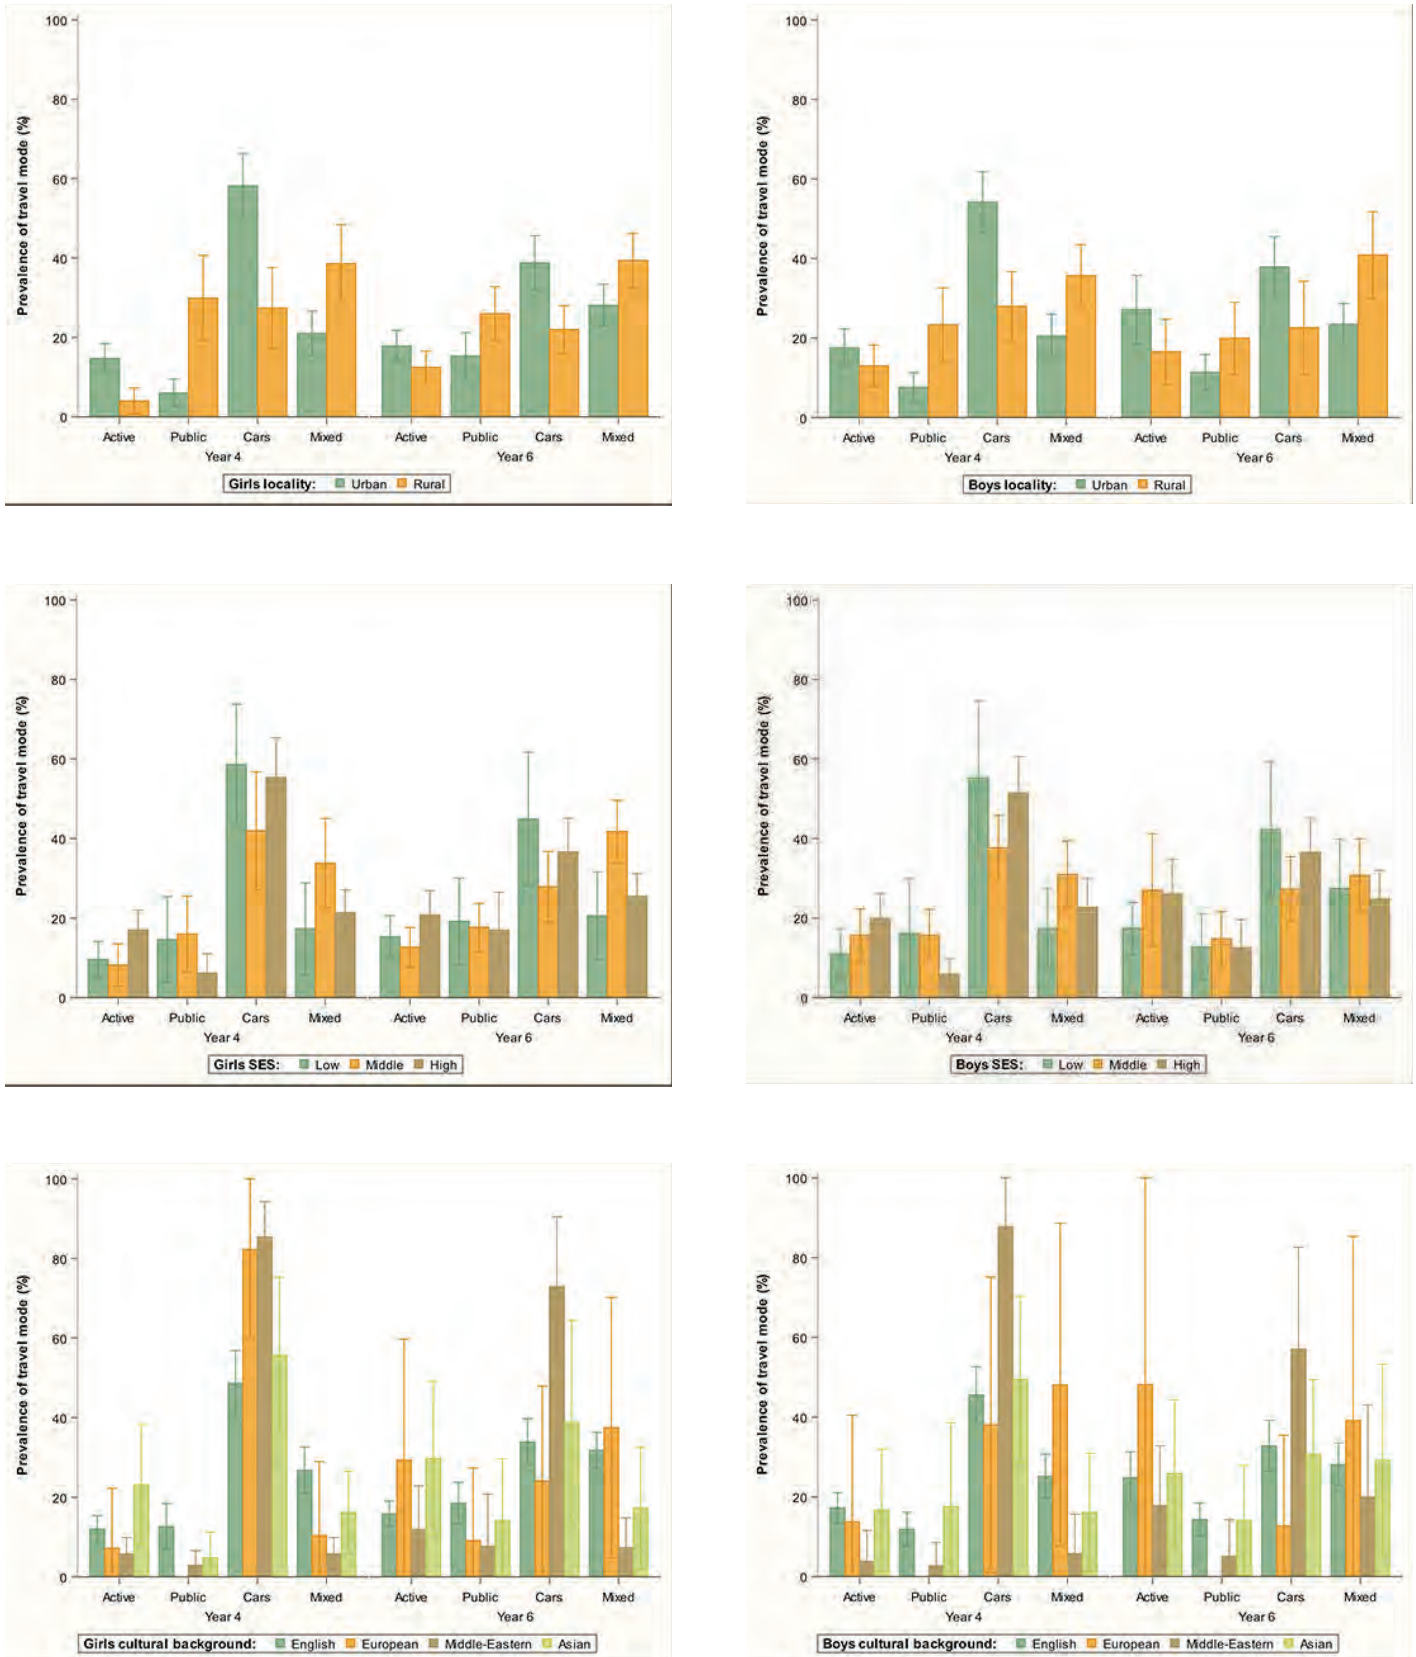 Prevalence of travel mode (%)
100
80
60
40
20
0
Active Public Cars Mixed Active Public Cars Mixed
Year 4 Year 6
Girls locality: Urban Rural
Prevalence of travel mode (%)
100
80
60
40
20
0
Active Public Cars Mixed Active Public Cars Mixed
Year 4 Year 6
Boys locality: Urban Rural
Prevalence of travel mode (%)
100
80
60
40
20
0
Active Public Cars Mixed Active Public Cars Mixed
Year 4 Year 6
Girls SES: Low Middle High
Prevalence of travel mode (%)
100
80
60
40
20
0
Active Public Cars Mixed Active Public Cars Mixed
Year 4 Year 6
Boys SES: Low Middle High
Prevalence of travel mode (%)
100
80
60
40
20
0
Active Public Cars Mixed Active Public Cars Mixed
Year 4 Year 6
Girls cultural background: English European Middle-Eastern Asian
Prevalence of travel mode (%)
100
80
60
40
20
0
Active Public Cars Mixed Active Public Cars Mixed
Year 4 Year 6
Boys cultural background: English European Middle-Eastern Asian